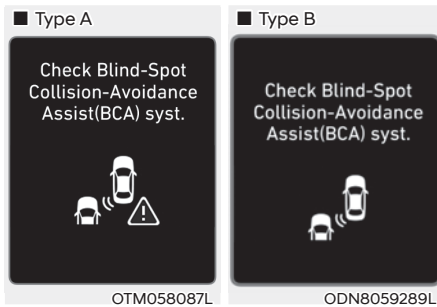 ■ Type A
Check Blind-Spot
Collision-Avoidance
Assist(BCA) syst.
OTM058087L
■ Type B
Check Blind-Spot
Collision-Avoidance
Assist(BCA) syst.
ODN8059289L